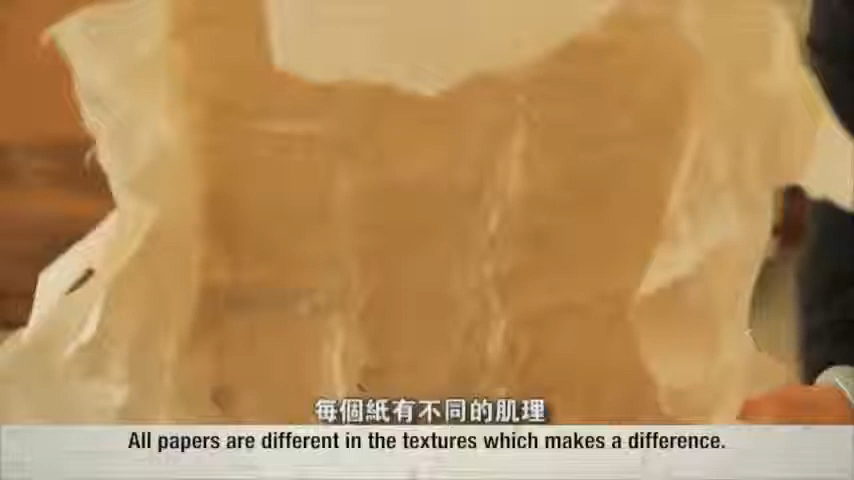 每個紙有不同的肌理
All papers are different in the textures which makes a difference.